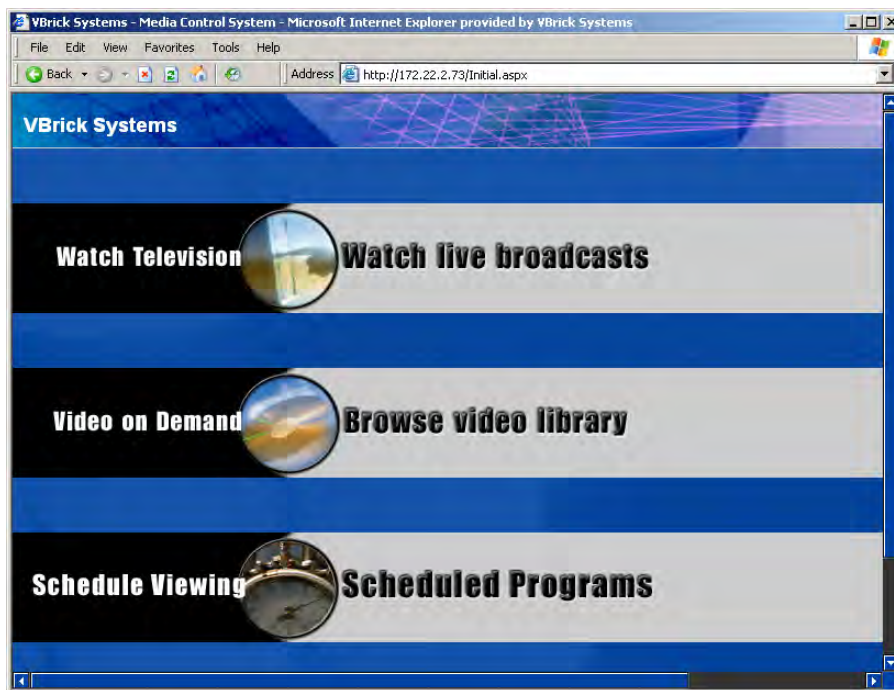 VBrick Systems - Media Control System - Microsoft Internet Explorer provided by VBrick Systems
File Edit View Favorites Tools Help
Back Address http://172.22.2.73/Initial.aspx
VBrick Systems
Watch Television Watch live broadcasts
Video on Demand Browse video library
Schedule Viewing Scheduled Programs